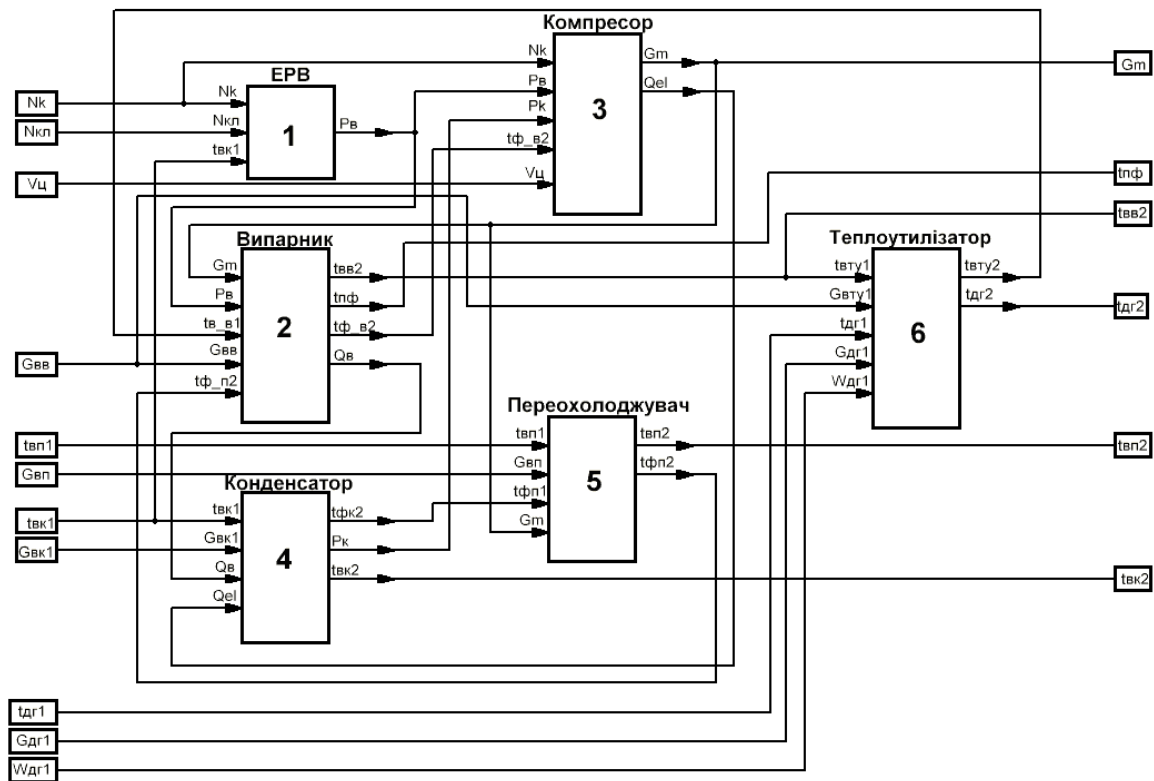 Компресор
Nk
Gm
Gm
ЕРВ
Pв
Qel
Nk
Nk
Pk
Nкл
Nкл
1
Pв
3
tвк1
tф_в2
Vц
Vц
tпф
Випарник
Теплоутилізатор
tвв2
Gm
tвв2
tвту1
tвту2
Pв
tпф
Gвту1
tдг2
tдг2
tв_в1
2
tф_в2
tдг1
6
Gвв
Gвв
Qв
Gдг1
tф_п2
Wдг1
Переохолоджувач
tвп1
tвп1
tвп2
tвп2
Gвп
Gвп
5
tфп2
Конденсатор
tфп1
tвк1
tвк1
tфк2
Gm
Gвк1
Gвк1
Pк
Qв
4
tвк2
tвк2
Qel
tдг1
Gдг1
Wдг1